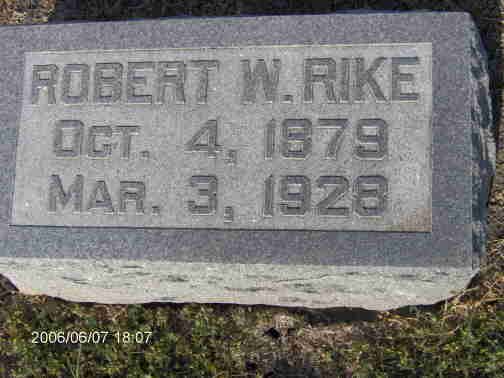 ROBERT W. RIKE
OCT. 4, 1879
MAR. 3, 1928
2006/06/07 18:07